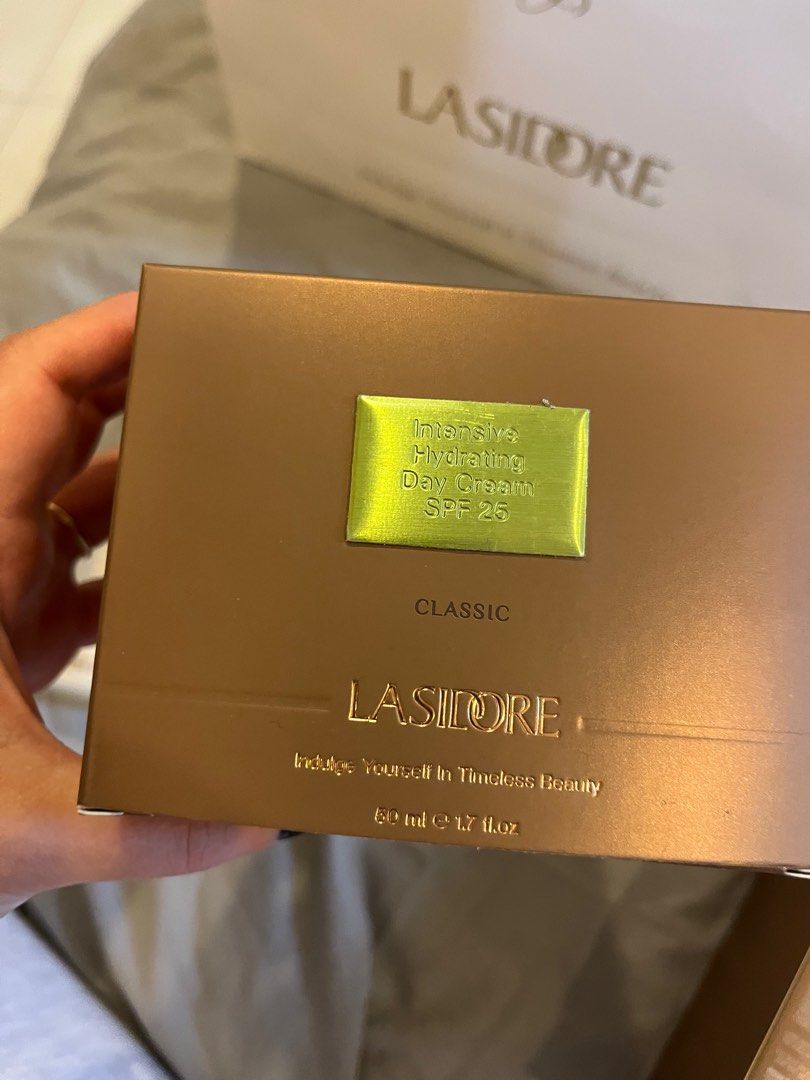 LASIDORE
Intensive
Hydrating
Day Cream
SPF 25
CLASSIC
LASIDORE
Indulge Yourself In Timeless Beauty
50 ml e 1.7 fl.oz